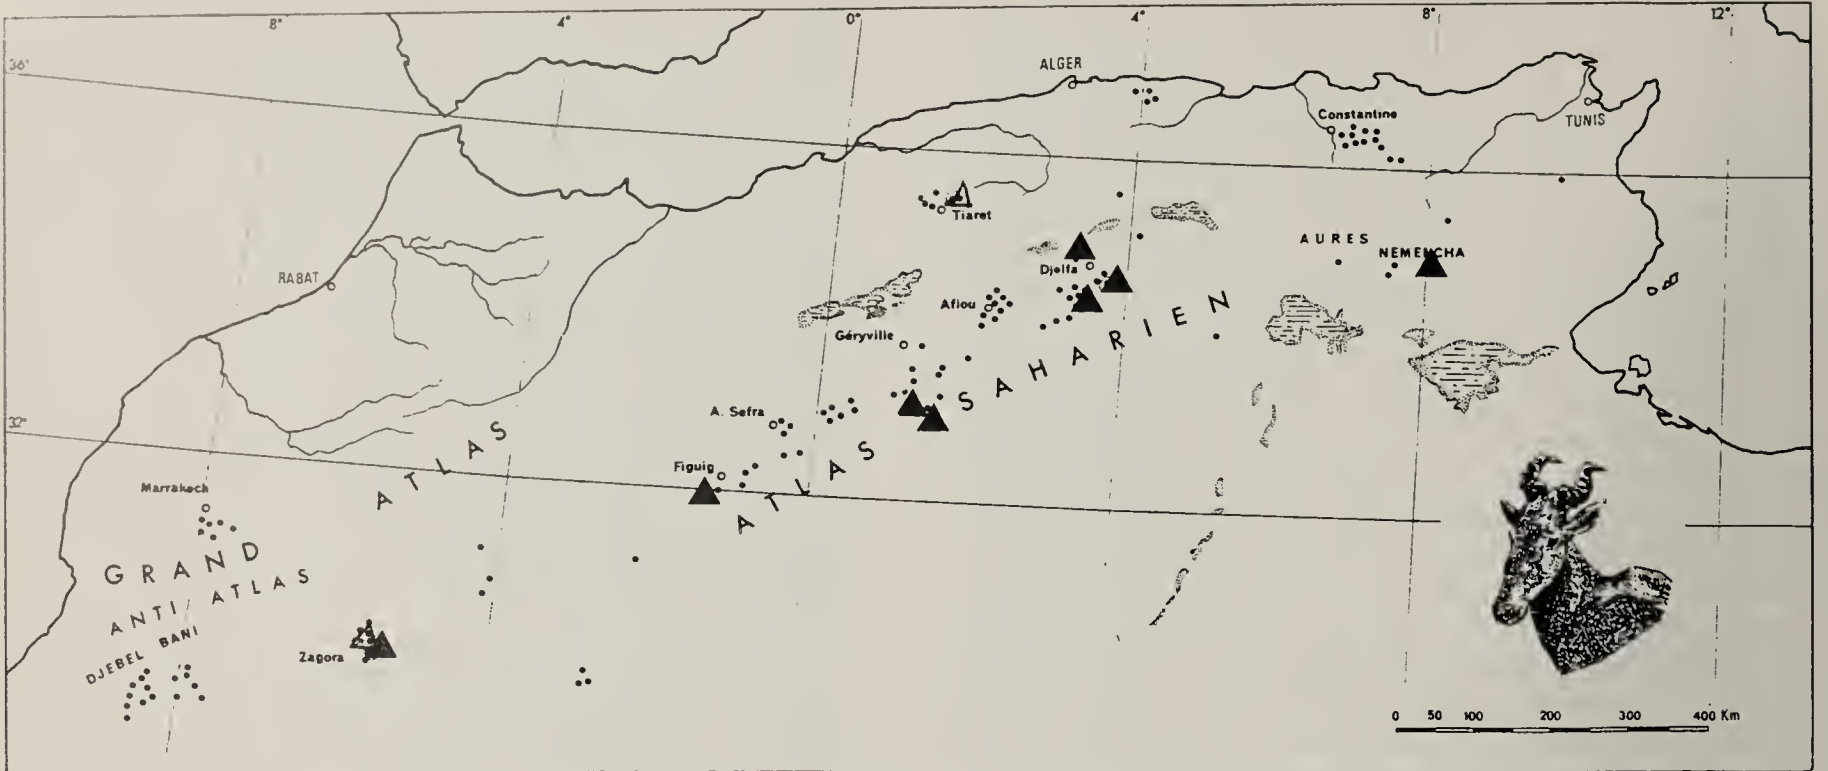 8° 4° 0° 4° 8° 12°
36°
ALGER
Constantine
TUNIS
Tiaret
AURES
NEMENCHA
RABAT
Djelfa
Aflou
Géryville
ATLAS SAHARIEN
A. Sefra
32°
ATLAS
Figuig
Marrakech
GRAND
ANTI ATLAS
DJEBEL BANI
Zagora
0 50 100 200 300 400 Km